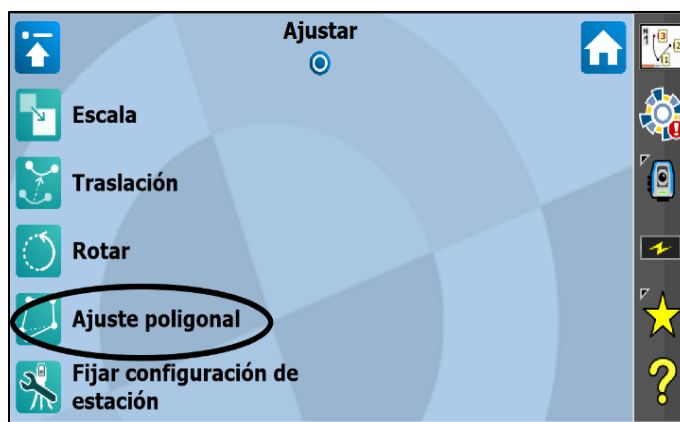 Ajustar
Escala
Traslación
Rotar
Ajuste poligonal
Fijar configuración de
estación